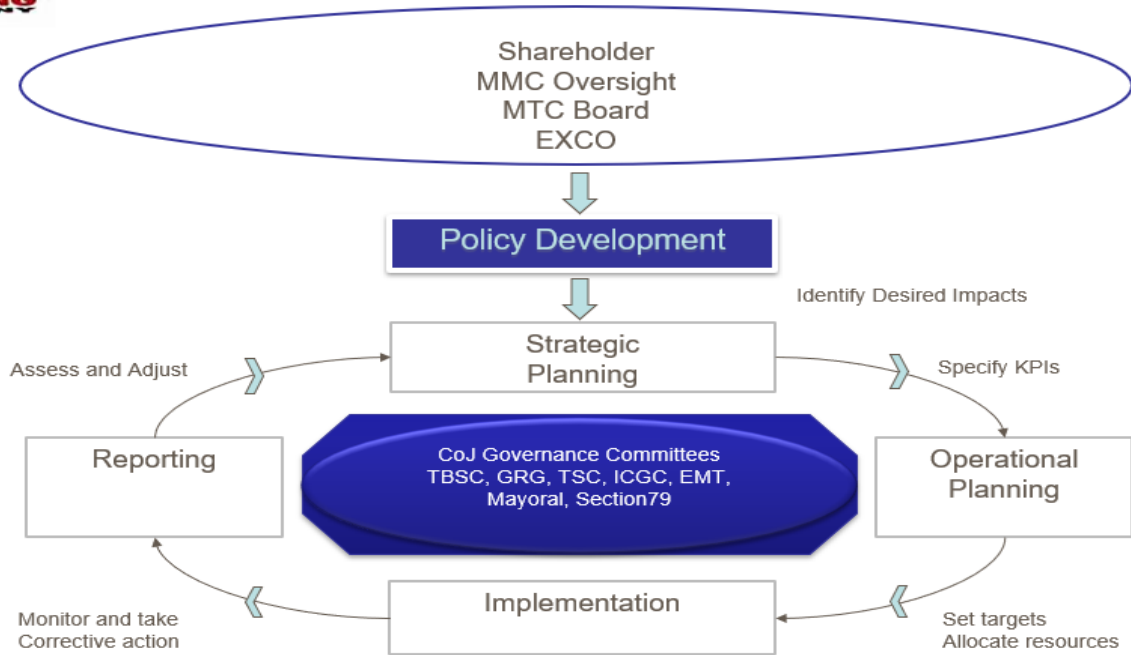 Shareholder
MMC Oversight
MTC Board
EXCO
Policy Development
Identify Desired Impacts
Strategic
Planning
Assess and Adjust
Specify KPIs
Reporting
CoJ Governance Committees
TBSC, GRG, TSC, ICGC, EMT,
Mayoral, Section79
Operational
Planning
Implementation
Monitor and take
Corrective action
Set targets
Allocate resources